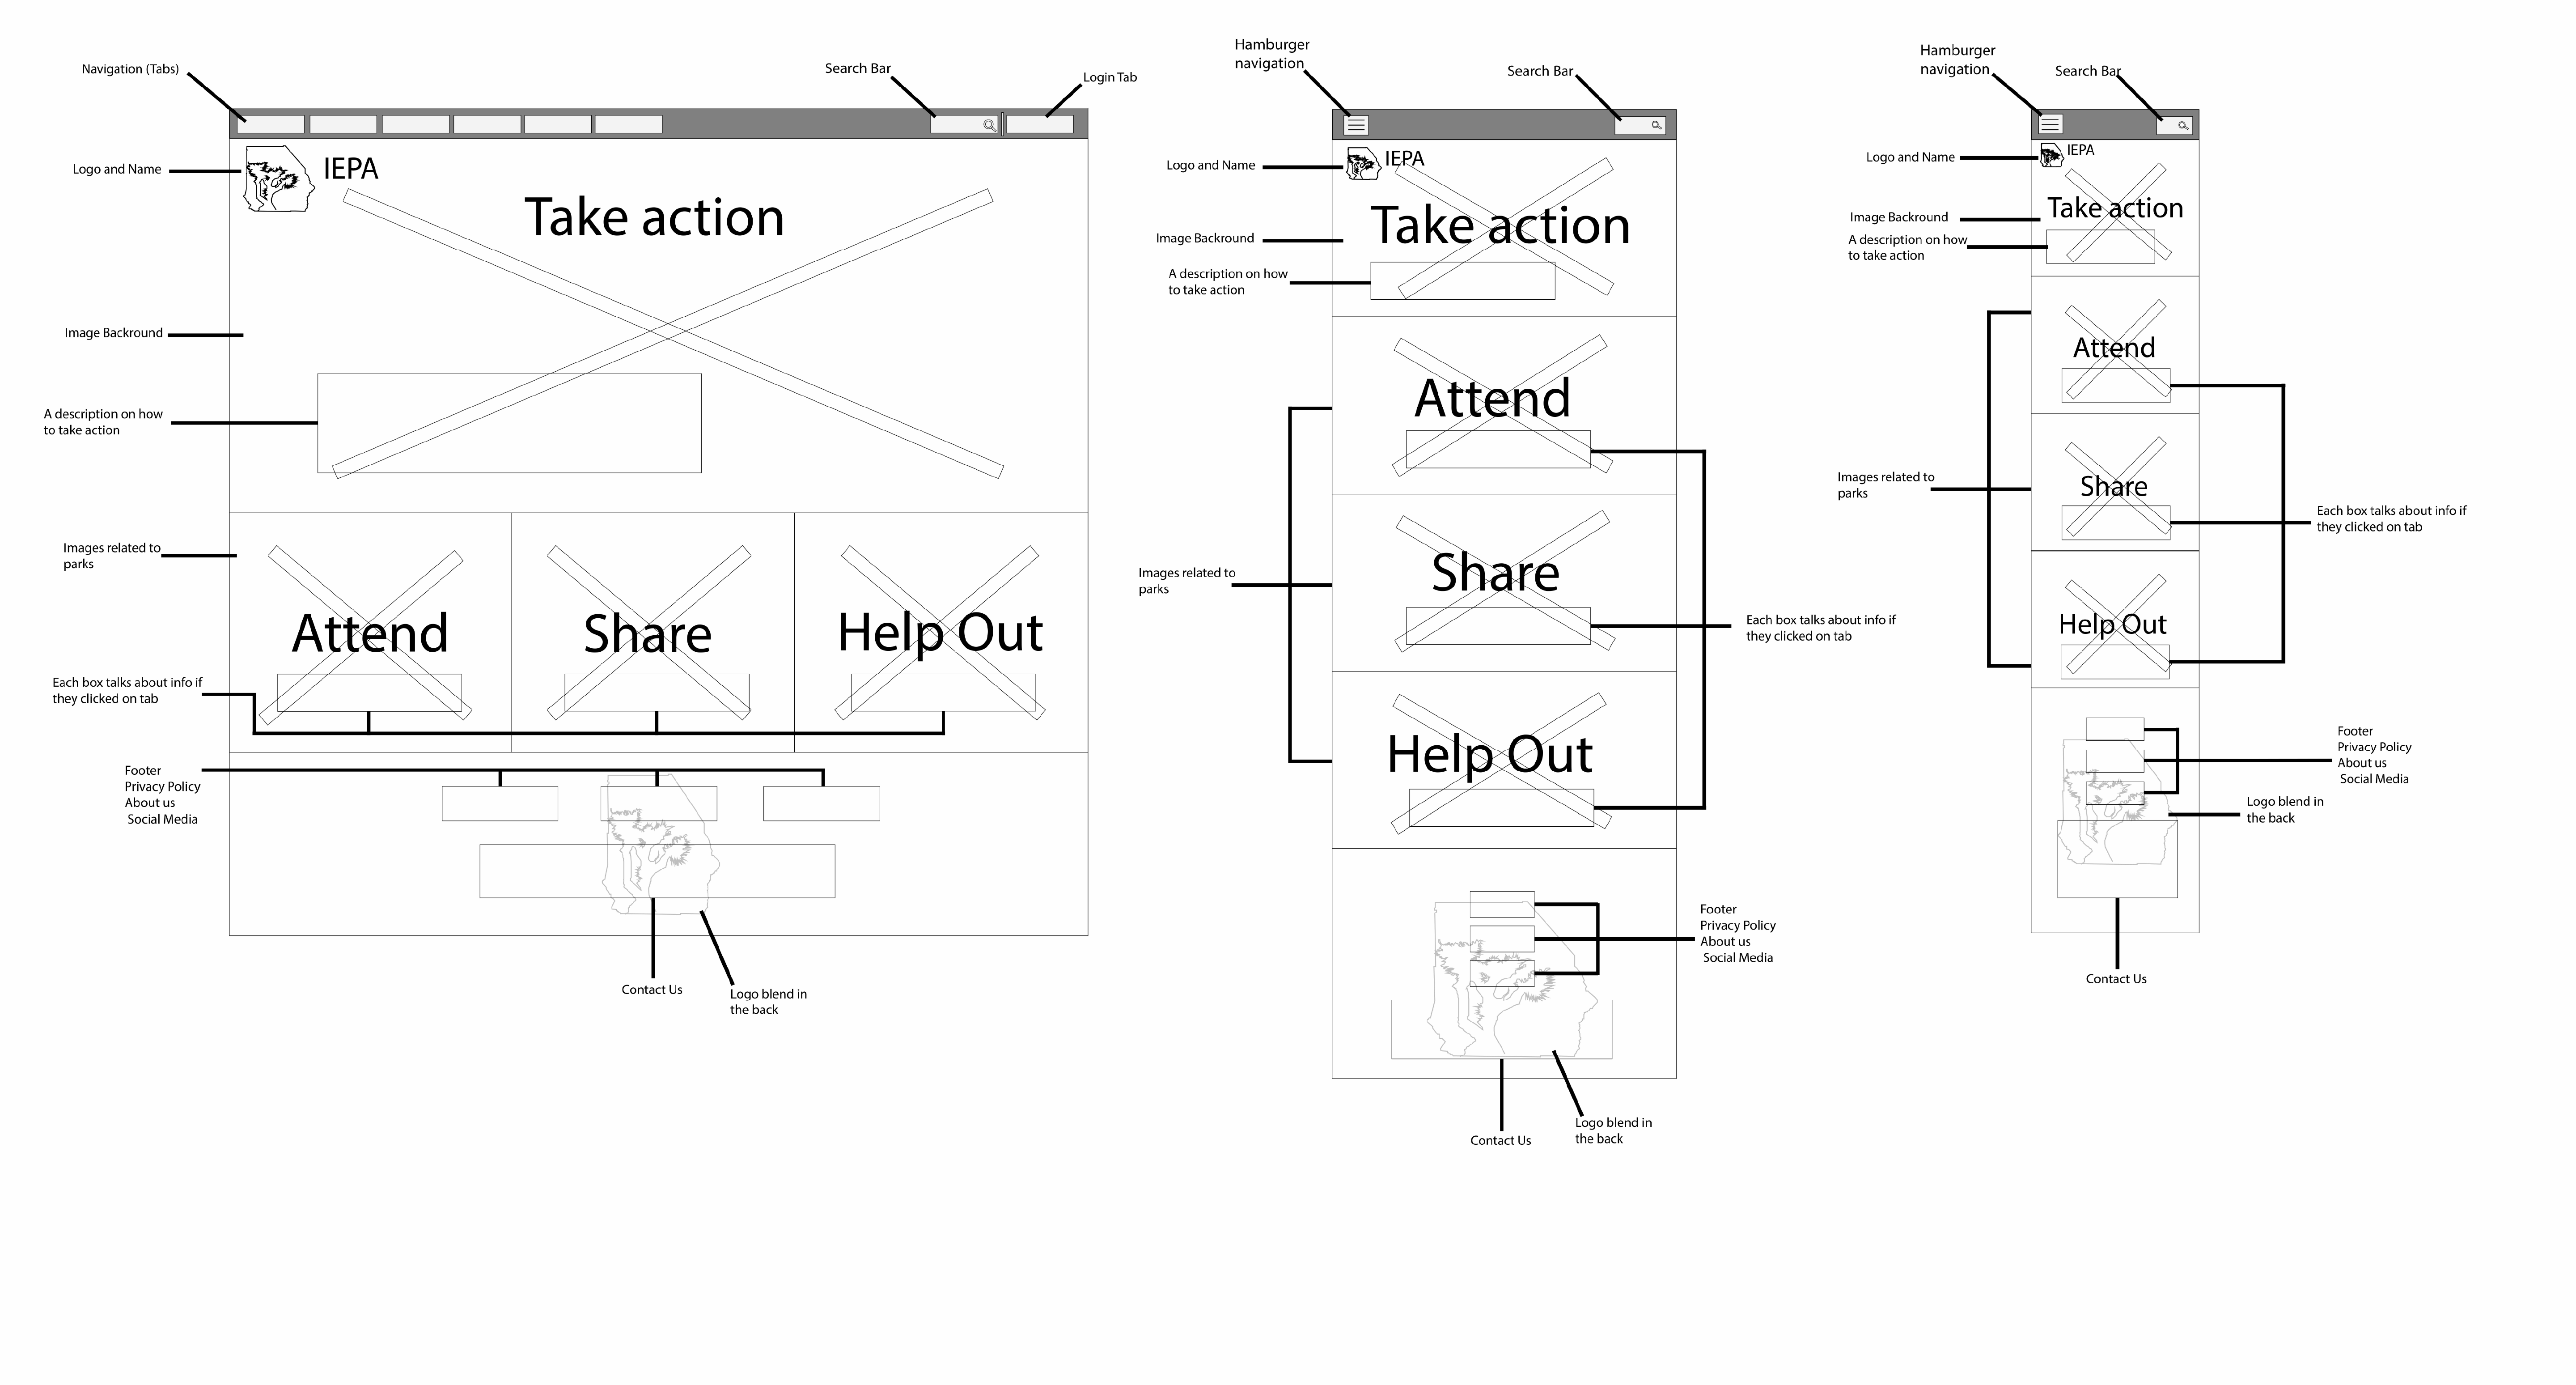 Navigation (Tabs)
Search Bar
Login Tab
Logo and Name
IEPA
Take action
Image Backround
A description on how
to take action
Images related to
parks
Attend
Share
Help Out
Each box talks about info if
they clicked on tab
Footer
Privacy Policy
About us
Social Media
Contact Us
Logo blend in
the back
Hamburger
navigation
Search Bar
Logo and Name
IEPA
Take action
Image Backround
A description on how
to take action
Attend
Images related to
parks
Share
Each box talks about info if
they clicked on tab
Help Out
Footer
Privacy Policy
About us
Social Media
Contact Us
Logo blend in
the back
Hamburger
navigation
Search Bar
Logo and Name
IEPA
Take action
Image Backround
A description on how
to take action
Attend
Images related to
parks
Share
Each box talks about info if
they clicked on tab
Help Out
Footer
Privacy Policy
About us
Social Media
Logo blend in
the back
Contact Us